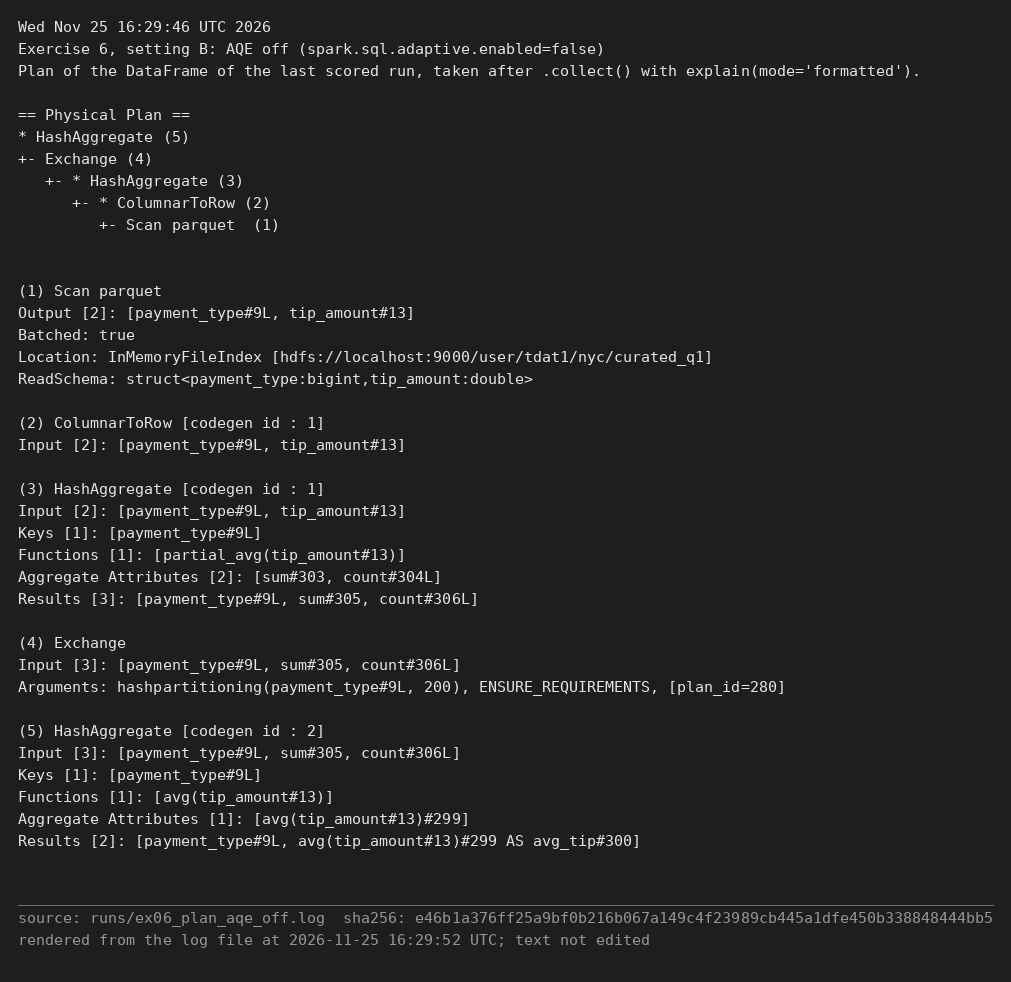 Wed Nov 25 16:29:46 UTC 2026
Exercise 6, setting B: AQE off (spark.sql.adaptive.enabled=false)
Plan of the DataFrame of the last scored run, taken after .collect() with explain(mode='formatted').

== Physical Plan ==
* HashAggregate (5)
+- Exchange (4)
   +- * HashAggregate (3)
      +- * ColumnarToRow (2)
         +- Scan parquet  (1)


(1) Scan parquet
Output [2]: [payment_type#9L, tip_amount#13]
Batched: true
Location: InMemoryFileIndex [hdfs://localhost:9000/user/tdat1/nyc/curated_q1]
ReadSchema: struct<payment_type:bigint,tip_amount:double>

(2) ColumnarToRow [codegen id : 1]
Input [2]: [payment_type#9L, tip_amount#13]

(3) HashAggregate [codegen id : 1]
Input [2]: [payment_type#9L, tip_amount#13]
Keys [1]: [payment_type#9L]
Functions [1]: [partial_avg(tip_amount#13)]
Aggregate Attributes [2]: [sum#303, count#304L]
Results [3]: [payment_type#9L, sum#305, count#306L]

(4) Exchange
Input [3]: [payment_type#9L, sum#305, count#306L]
Arguments: hashpartitioning(payment_type#9L, 200), ENSURE_REQUIREMENTS, [plan_id=280]

(5) HashAggregate [codegen id : 2]
Input [3]: [payment_type#9L, sum#305, count#306L]
Keys [1]: [payment_type#9L]
Functions [1]: [avg(tip_amount#13)]
Aggregate Attributes [1]: [avg(tip_amount#13)#299]
Results [2]: [payment_type#9L, avg(tip_amount#13)#299 AS avg_tip#300]

source: runs/ex06_plan_aqe_off.log  sha256: e46b1a376ff25a9bf0b216b067a149c4f23989cb445a1dfe450b338848444bb5
rendered from the log file at 2026-11-25 16:29:52 UTC; text not edited